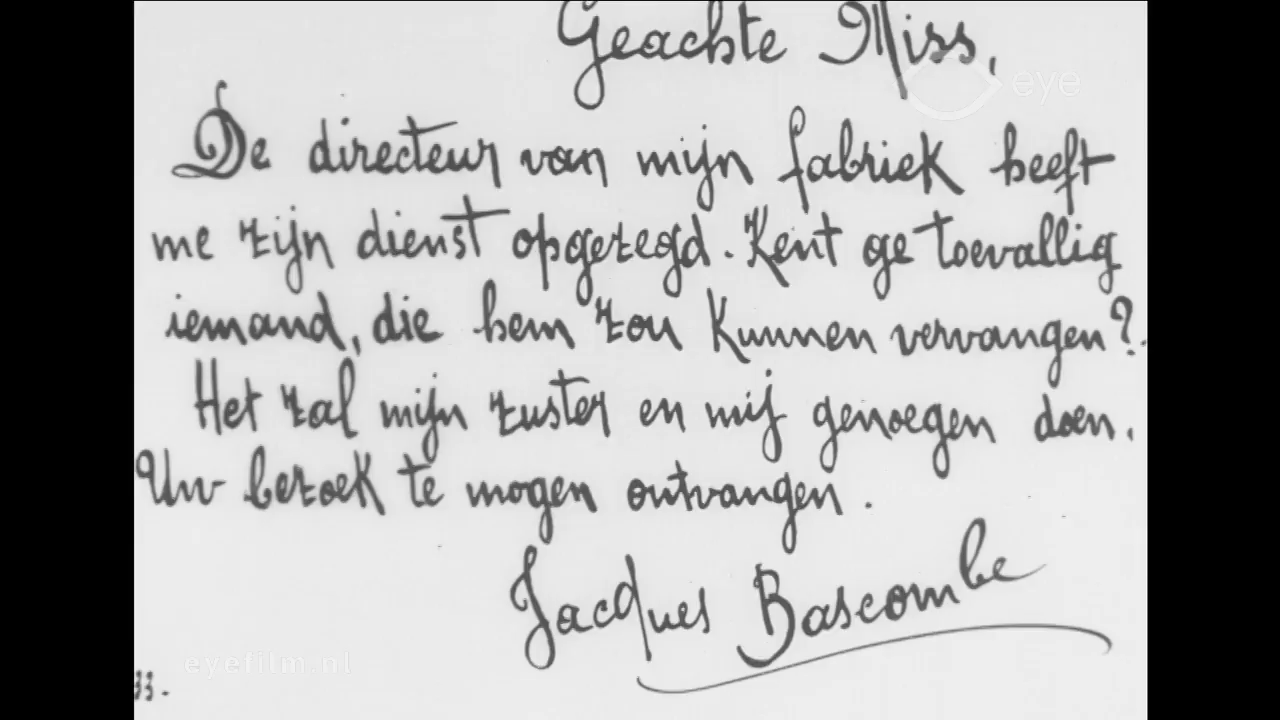 Geachte Miss,
eye
De directeur van mijn fabriek heeft
me zijn dienst opgezegd. Kent ge toevallig
iemand, die hem zou kunnen vervangen?
Het zal mijn zuster en mij genoegen doen.
Uw bezoek te mogen ontvangen.
Jacques Bascombe
eyefilm.nl
33.